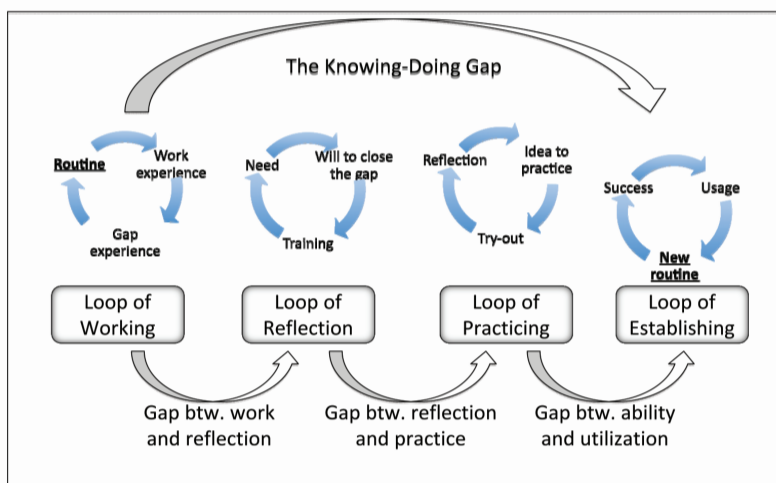 The Knowing-Doing Gap
Routine
Work
experience
Gap
experience
Need
Will to close
the gap
Training
Reflection
Idea to
practice
Try-out
Success
Usage
New
routine
Loop of
Working
Loop of
Reflection
Loop of
Practicing
Loop of
Establishing
Gap btw. work
and reflection
Gap btw. reflection
and practice
Gap btw. ability
and utilization